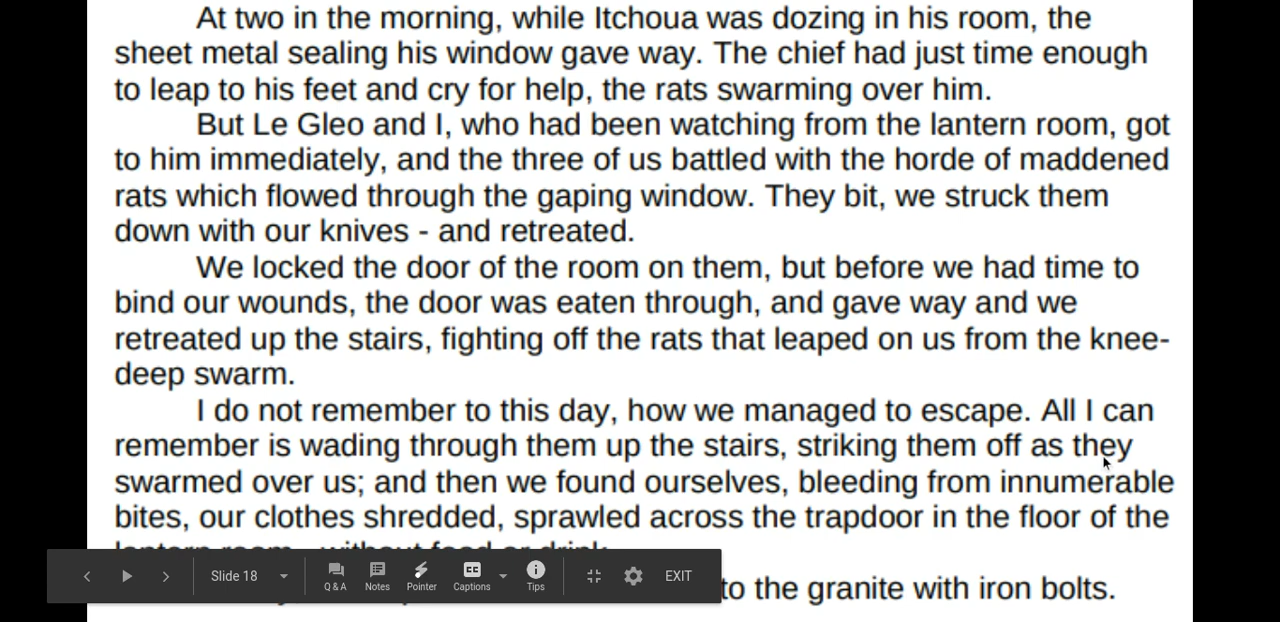 At two in the morning, while Itchoua was dozing in his room, the
sheet metal sealing his window gave way. The chief had just time enough
to leap to his feet and cry for help, the rats swarming over him.
But Le Gleo and I, who had been watching from the lantern room, got
to him immediately, and the three of us battled with the horde of maddened
rats which flowed through the gaping window. They bit, we struck them
down with our knives - and retreated.
We locked the door of the room on them, but before we had time to
bind our wounds, the door was eaten through, and gave way and we
retreated up the stairs, fighting off the rats that leaped on us from the knee-
deep swarm.
I do not remember to this day, how we managed to escape. All I can
remember is wading through them up the stairs, striking them off as they
swarmed over us; and then we found ourselves, bleeding from innumerable
bites, our clothes shredded, sprawled across the trapdoor in the floor of the
lantern room - without food or drink.
to the granite with iron bolts.
Slide 18
Q & A
Notes
Pointer
CC
Captions
Tips
EXIT